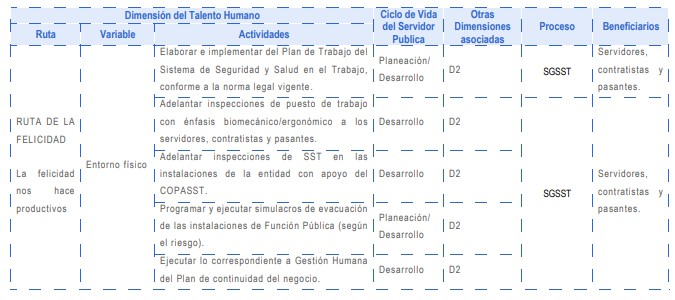 Dimensión del Talento Humano
Ciclo de Vida
del Servidor
Publica
Otras
Dimensiones
asociadas
Proceso
Beneficiarios
Ruta
Variable
Actividades
RUTA DE LA
FELICIDAD
La felicidad
nos hace
productivos
Entorno físico
Elaborar e implementar del Plan de Trabajo del
Sistema de Seguridad y Salud en el Trabajo,
conforme a la norma legal vigente.
Planeación/
Desarrollo
D2
SGSST
Servidores,
contratistas y
pasantes.
Adelantar inspecciones de puesto de trabajo
con énfasis biomecánico/ergonómico a los
servidores, contratistas y pasantes.
Desarrollo
D2
Adelantar inspecciones de SST en las
instalaciones de la entidad con apoyo del
COPASST.
Desarrollo
D2
SGSST
Servidores,
contratistas y
pasantes.
Programar y ejecutar simulacros de evacuación
de las instalaciones de Función Pública (según
el riesgo).
Planeación/
Desarrollo
D2
Ejecutar lo correspondiente a Gestión Humana
del Plan de continuidad del negocio.
Desarrollo
D2